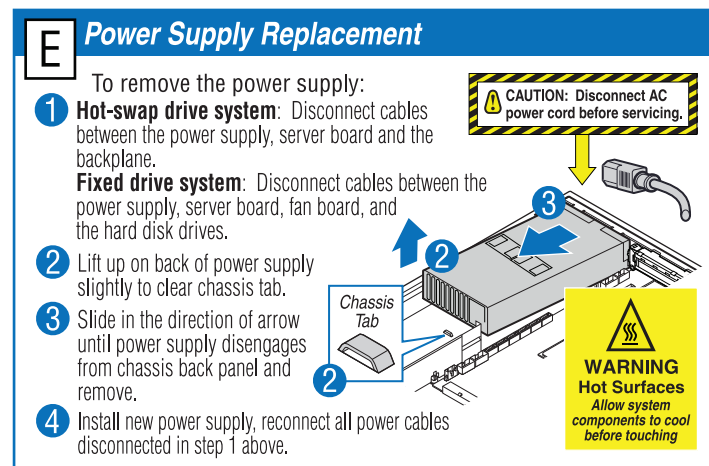 E
Power Supply Replacement
To remove the power supply:
1 Hot-swap drive system: Disconnect cables
between the power supply, server board and the
backplane.
Fixed drive system: Disconnect cables between the
power supply, server board, fan board, and
the hard disk drives.
2 Lift up on back of power supply
slightly to clear chassis tab.
3 Slide in the direction of arrow
until power supply disengages
from chassis back panel and
remove.
4 Install new power supply, reconnect all power cables
disconnected in step 1 above.
CAUTION: Disconnect AC
power cord before servicing.
3
2
Chassis
Tab
2
WARNING
Hot Surfaces
Allow system
components to cool
before touching